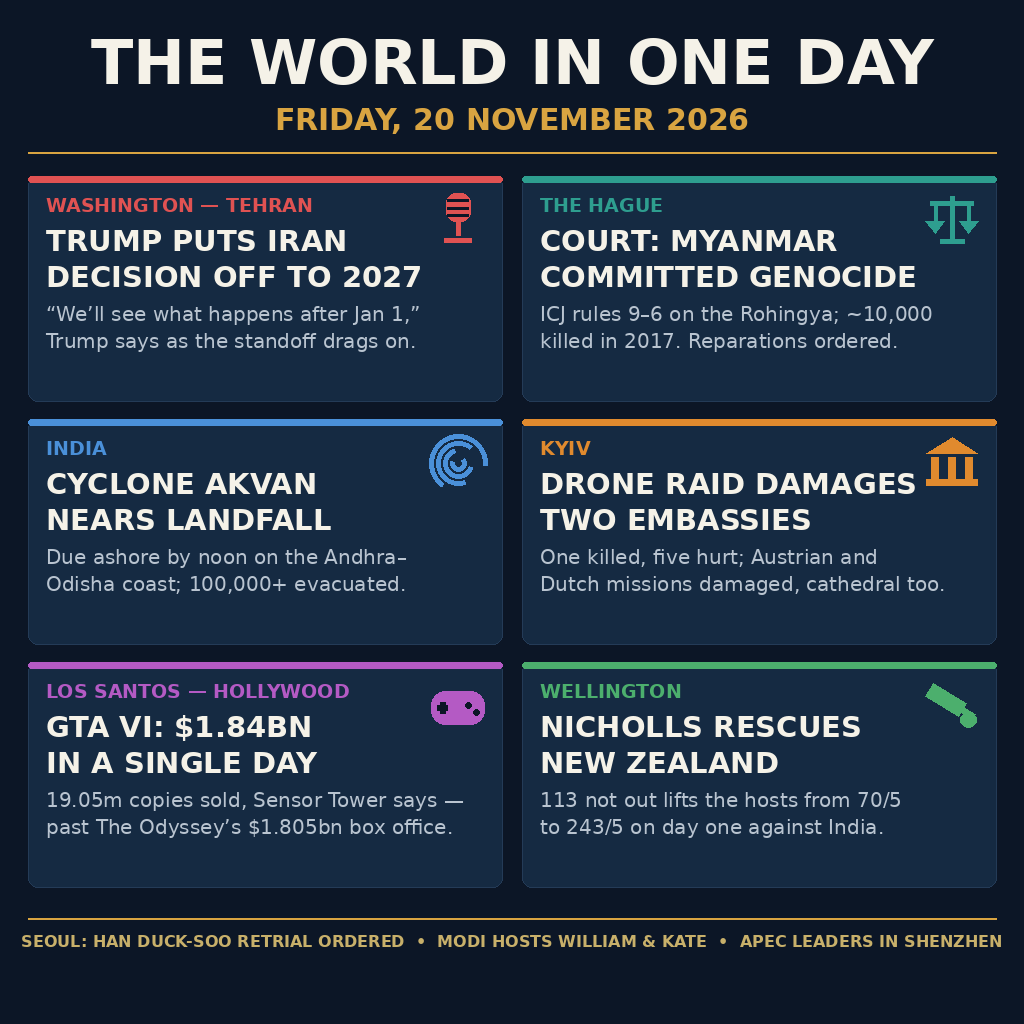 THE WORLD IN ONE DAY
FRIDAY, 20 NOVEMBER 2026
WASHINGTON — TEHRAN
TRUMP PUTS IRAN
DECISION OFF TO 2027
“We’ll see what happens after Jan 1,”
Trump says as the standoff drags on.
THE HAGUE
COURT: MYANMAR
COMMITTED GENOCIDE
ICJ rules 9–6 on the Rohingya; ~10,000
killed in 2017. Reparations ordered.
INDIA
CYCLONE AKVAN
NEARS LANDFALL
Due ashore by noon on the Andhra–
Odisha coast; 100,000+ evacuated.
KYIV
DRONE RAID DAMAGES
TWO EMBASSIES
One killed, five hurt; Austrian and
Dutch missions damaged, cathedral too.
LOS SANTOS — HOLLYWOOD
GTA VI: $1.84BN
IN A SINGLE DAY
19.05m copies sold, Sensor Tower says —
past The Odyssey’s $1.805bn box office.
WELLINGTON
NICHOLLS RESCUES
NEW ZEALAND
113 not out lifts the hosts from 70/5
to 243/5 on day one against India.
SEOUL: HAN DUCK-SOO RETRIAL ORDERED • MODI HOSTS WILLIAM & KATE • APEC LEADERS IN SHENZHEN